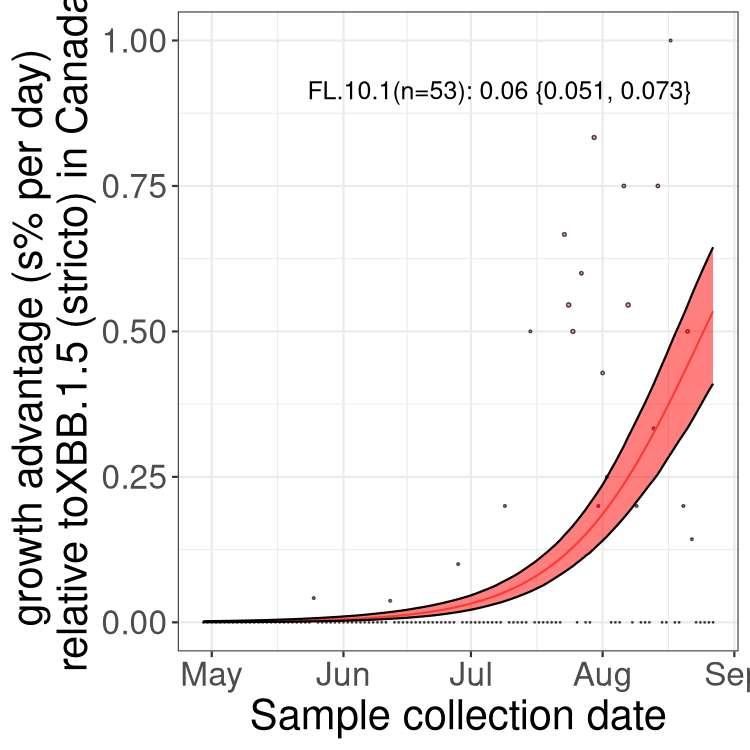 growth advantage (s% per day)
relative toXBB.1.5 (stricto) in Canada
1.00
0.75
0.50
0.25
0.00
FL.10.1(n=53): 0.06 {0.051, 0.073}
May Jun Jul Aug Sep
Sample collection date